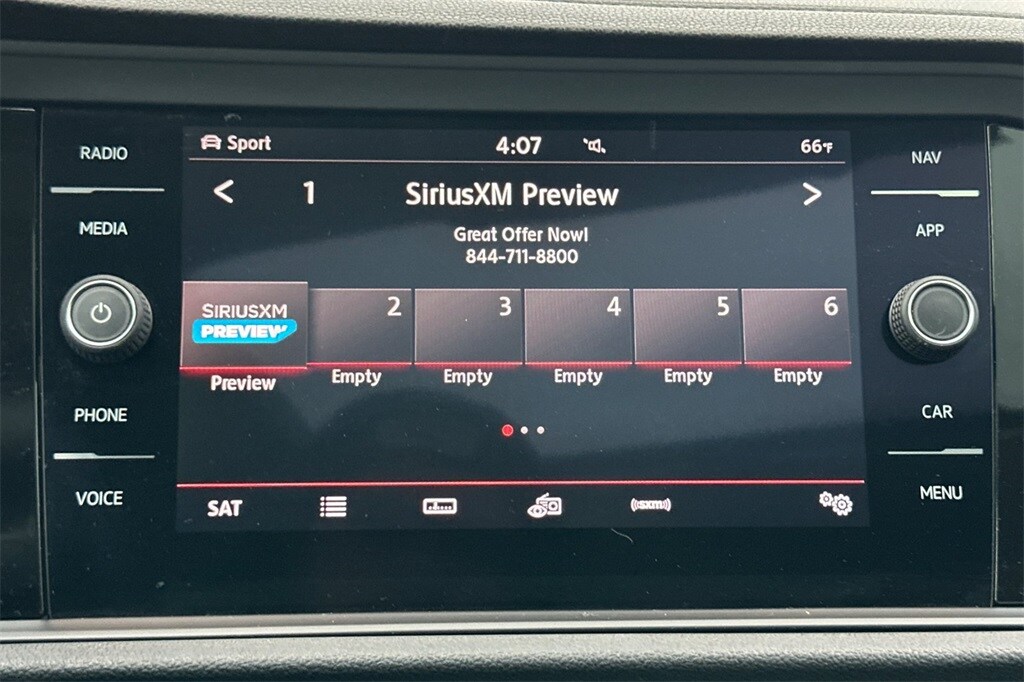 RADIO
MEDIA
PHONE
VOICE
Sport 4:07 66°F
< 1 SiriusXM Preview >
Great Offer Now!
844-711-8800
SIRIUSXM
PREVIEW
2
3
4
5
6
Preview
Empty
Empty
Empty
Empty
Empty
SAT
SXM
NAV
APP
CAR
MENU